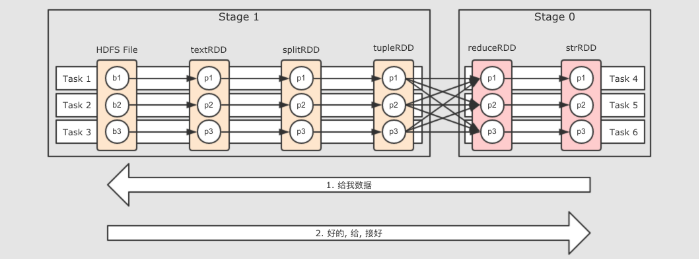 Stage 1
Stage 0
HDFS File textRDD splitRDD tupleRDD reduceRDD strRDD
Task 1 b1 p1 p1 p1 p1 p1 Task 4
Task 2 b2 p2 p2 p2 p2 p2 Task 5
Task 3 b3 p3 p3 p3 p3 p3 Task 6
1. 给我数据
2. 好的, 给, 接好